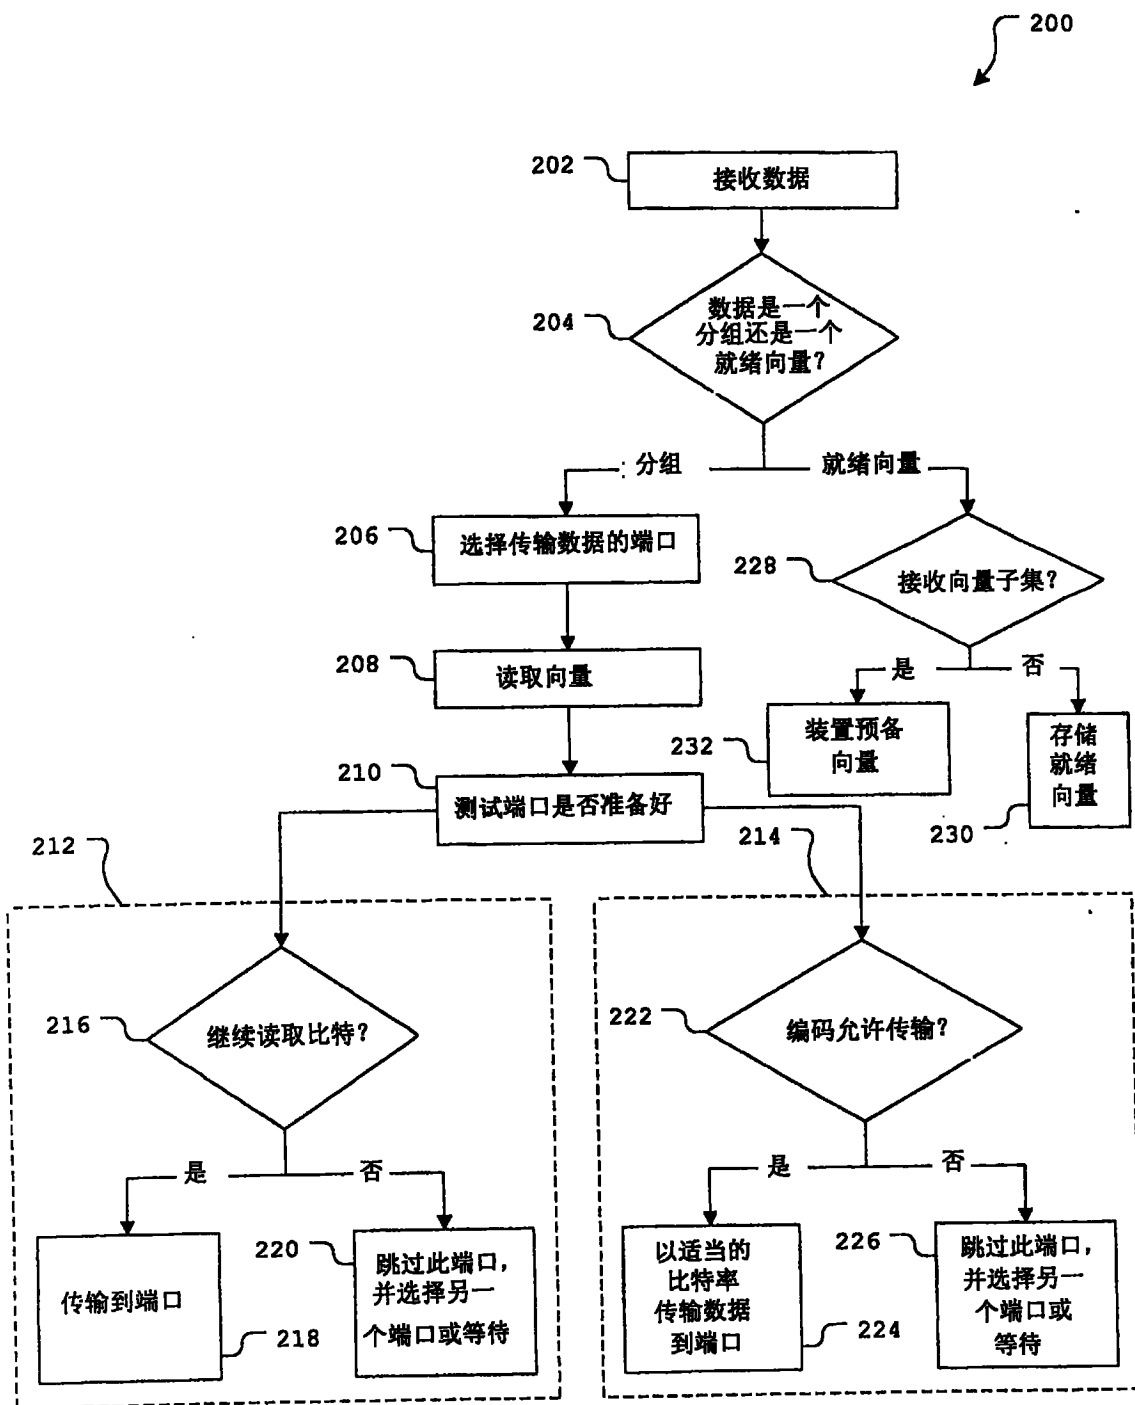 200
202
接收数据
204
数据是一个
分组还是一个
就绪向量？
分组
就绪向量
206
选择传输数据的端口
228
接收向量子集？
208
读取向量
是
否
232
装置预备
向量
存储
就绪
向量
230
210
测试端口是否准备好
212
214
216
继续读取比特？
222
编码允许传输？
是
否
是
否
传输到端口
218
220
跳过此端口，
并选择另一
个端口或等待
以适当的
比特率
传输数据
到端口
224
226
跳过此端口，
并选择另一
个端口或
等待